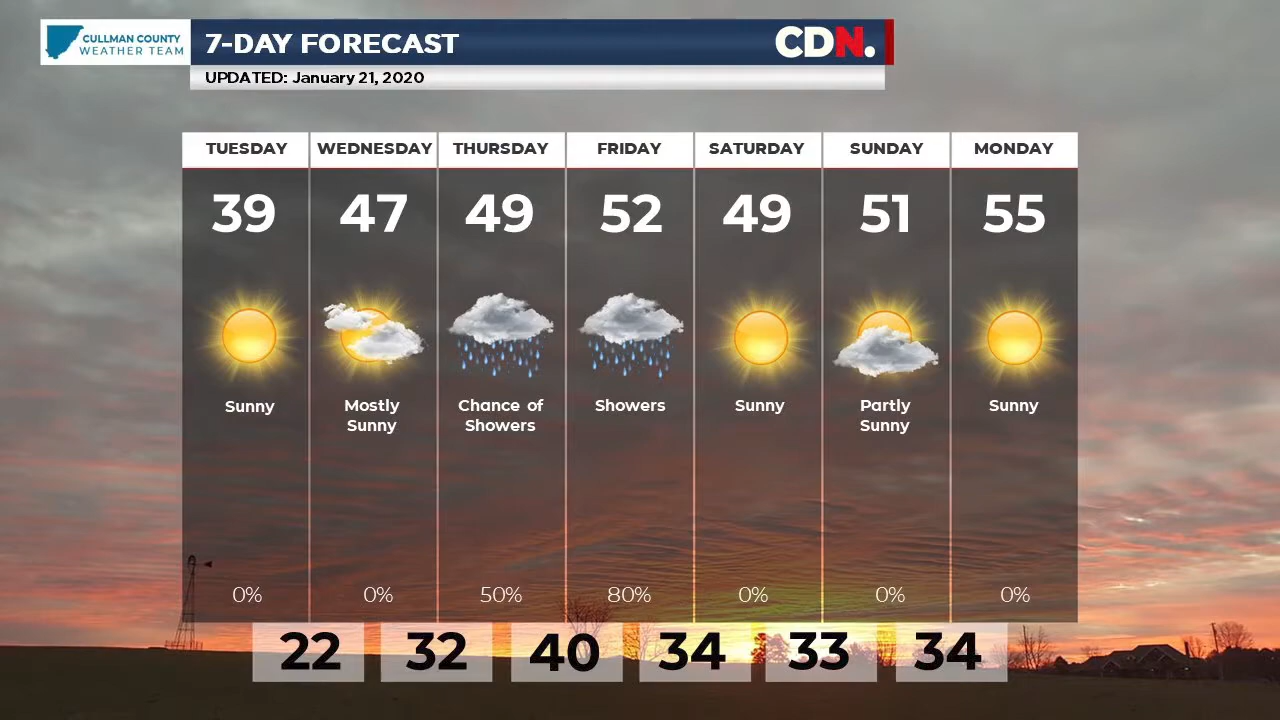 CULLMAN COUNTY
WEATHER TEAM
7-DAY FORECAST
CDN.
UPDATED: January 21, 2020
TUESDAY WEDNESDAY THURSDAY FRIDAY SATURDAY SUNDAY MONDAY
39 47 49 52 49 51 55
Sunny Mostly Sunny Chance of Showers Showers Sunny Partly Sunny Sunny
0% 0% 50% 80% 0% 0% 0%
22 32 40 34 33 34